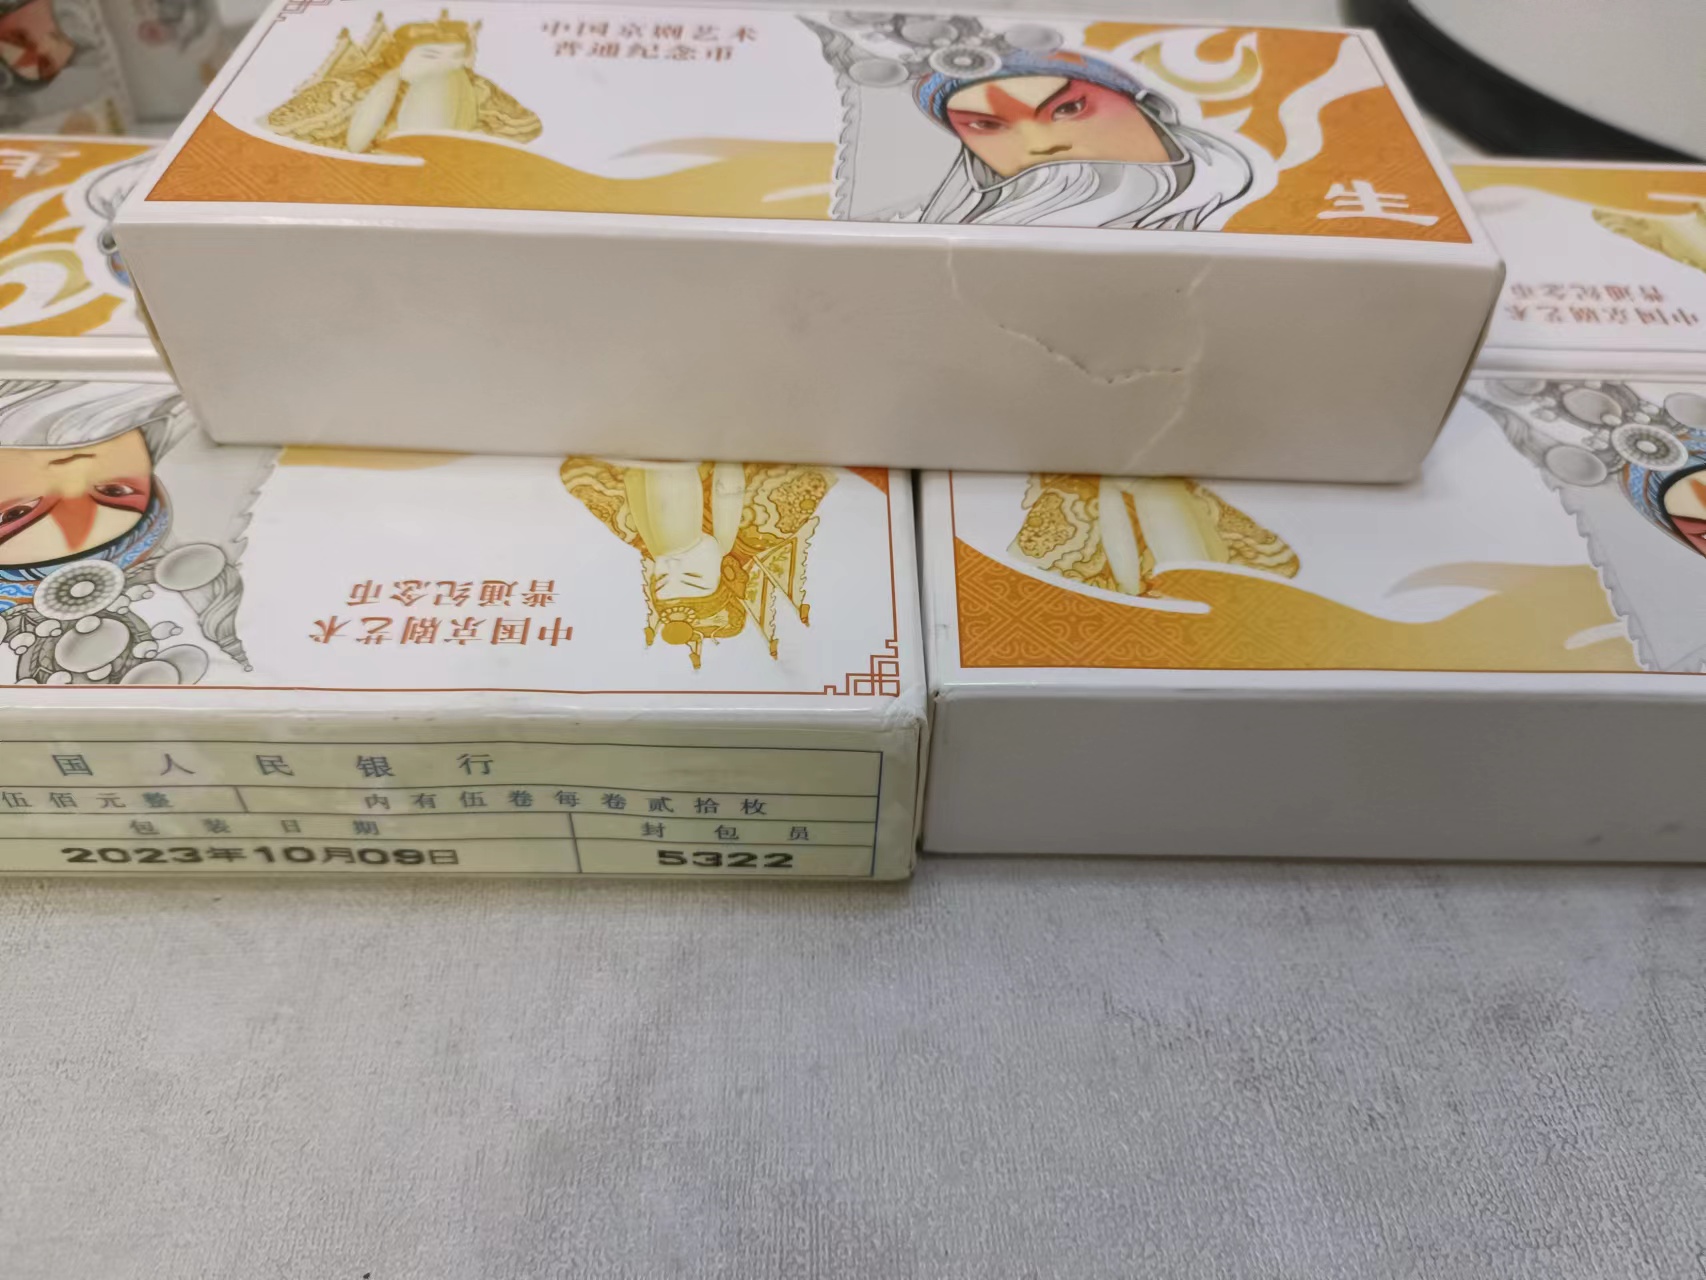 中国京剧艺术
普通纪念币
生
生
中国京剧艺术
普通纪念币
中国京剧艺术
普通纪念币
国人民银行
伍佰元整 内有伍卷每卷贰拾枚
包装日期 封包员
2023年10月09日 5322